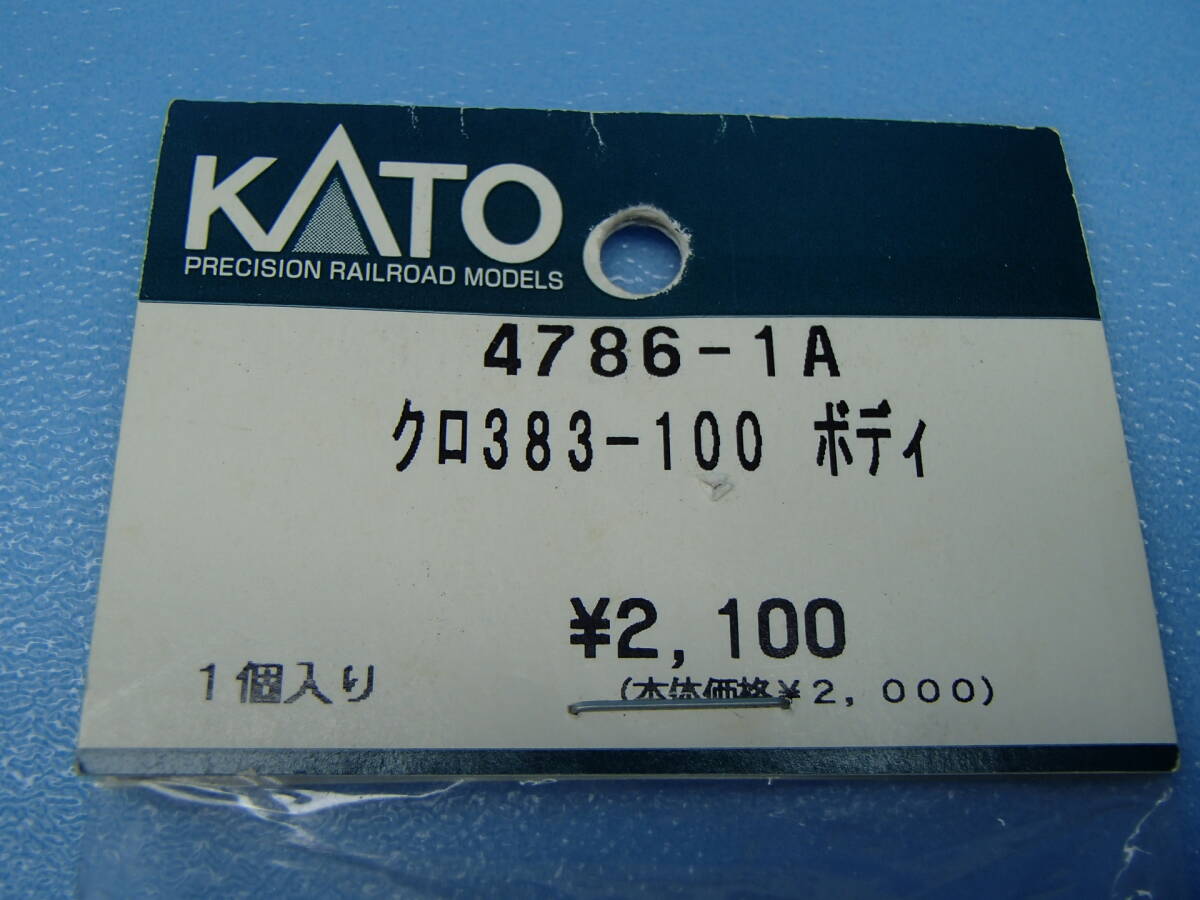 KATO
PRECISION RAILROAD MODELS
4786-1A
クロ383-100 ボディ
¥2,100
1個入り
(本体価格¥2,000)